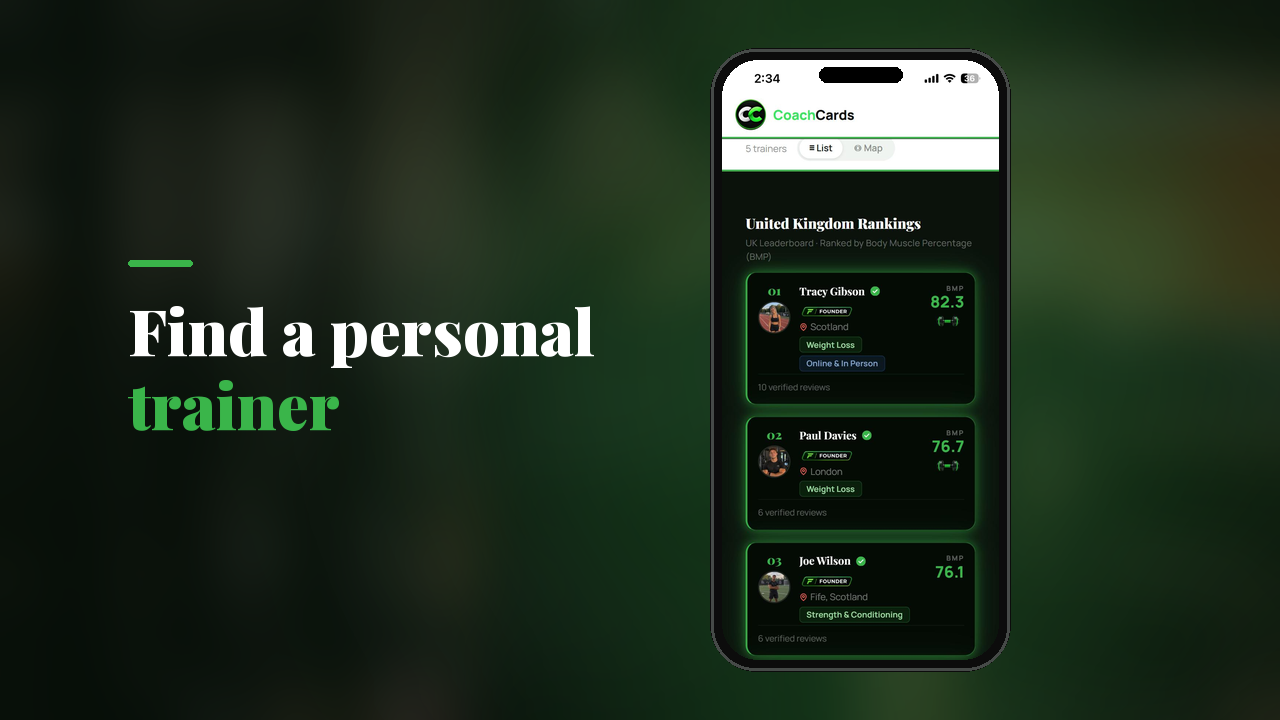 Find a personal
trainer
2:34
36
CC
CoachCards
5 trainers
List
Map
United Kingdom Rankings
UK Leaderboard · Ranked by Body Muscle Percentage
(BMP)
01
Tracy Gibson
BMP
82.3
FOUNDER
Scotland
Weight Loss
Online & In Person
10 verified reviews
02
Paul Davies
BMP
76.7
FOUNDER
London
Weight Loss
6 verified reviews
03
Joe Wilson
BMP
76.1
FOUNDER
Fife, Scotland
Strength & Conditioning
6 verified reviews